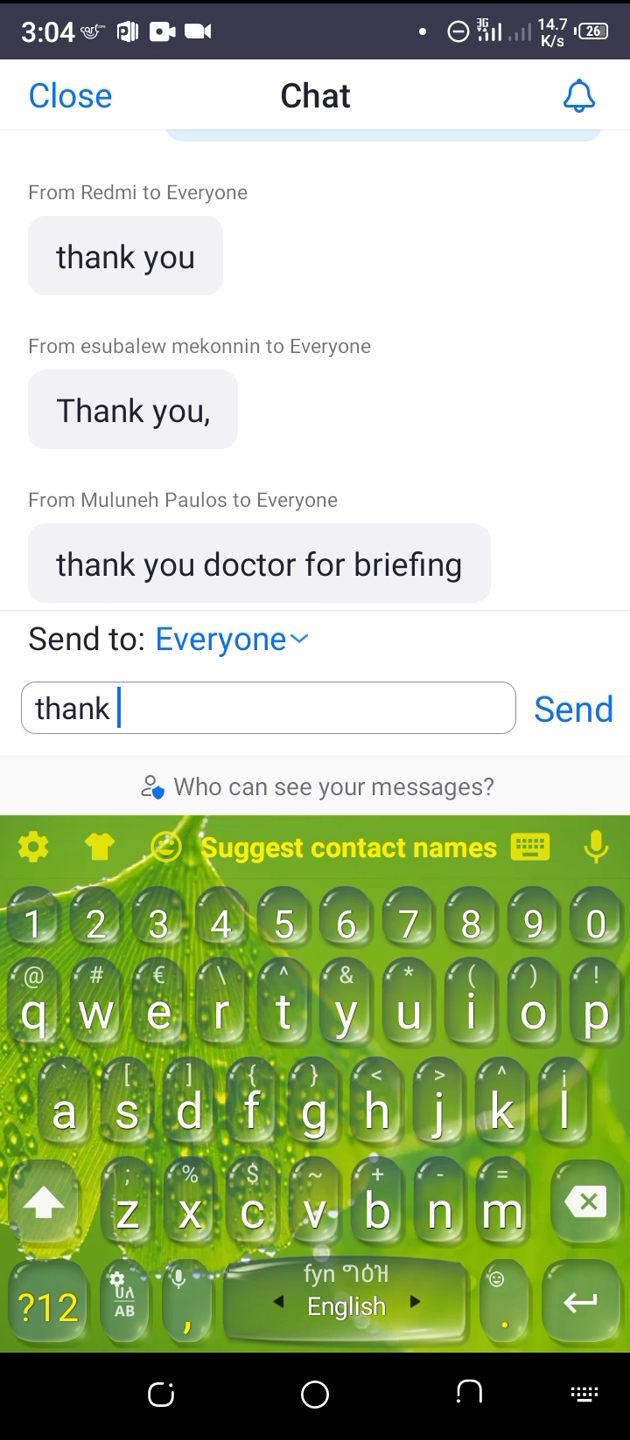 3:04
3G
14.7
K/s
26
Close
Chat
From Redmi to Everyone
thank you
From esubalew mekonnin to Everyone
Thank you,
From Muluneh Paulos to Everyone
thank you doctor for briefing
Send to: Everyone
thank
Send
Who can see your messages?
Suggest contact names
1 2 3 4 5 6 7 8 9 0
@ # € \ ^ & * ( ) !
q w e r t y u i o p
` [ ] { } < > ^ ¡
a s d f g h j k l
; % $ ~ + - =
z x c v b n m
?12
AB
,
English
.